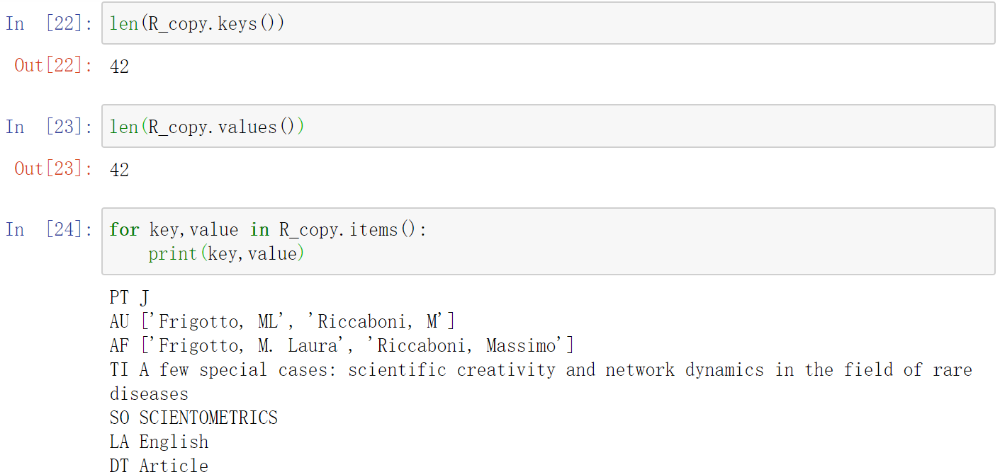 In [22]: len(R_copy.keys())
Out[22]: 42
In [23]: len(R_copy.values())
Out[23]: 42
In [24]: for key,value in R_copy.items():
    print(key,value)
PT J
AU ['Frigotto, ML', 'Riccaboni, M']
AF ['Frigotto, M. Laura', 'Riccaboni, Massimo']
TI A few special cases: scientific creativity and network dynamics in the field of rare
diseases
SO SCIENTOMETRICS
LA English
DT Article